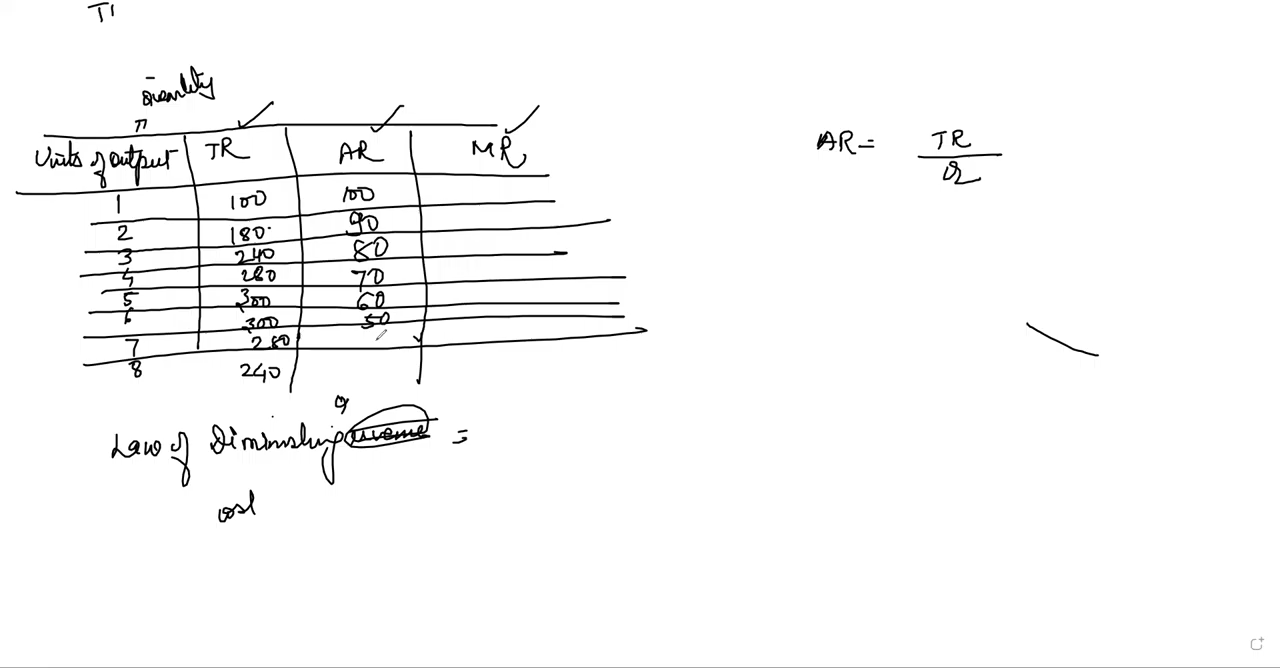 TI
Quantity
Units of output TR AR MR
1 100 100
2 180 90
3 240 80
4 280 70
5 300 60
6 300 50
7 280
8 240
Law of Diminishing =
cost
AR = TR
Q